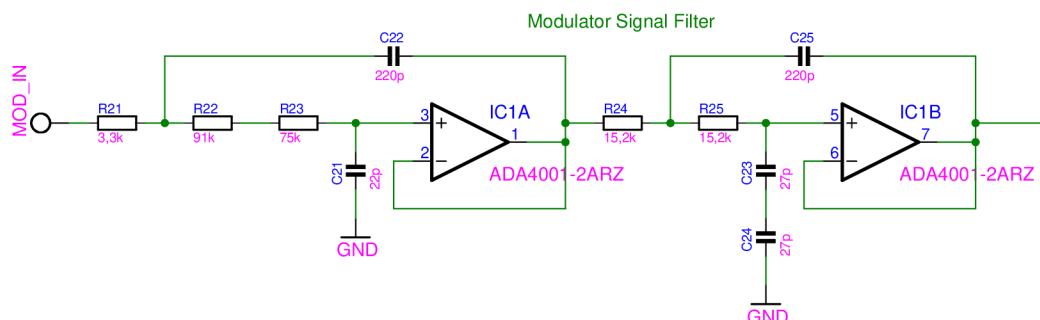 Modulator Signal Filter
C22
220p
C25
220p
MOD_IN
R21
3,3k
R22
91k
R23
75k
3
+
2
−
1
IC1A
ADA4001-2ARZ
C21
22p
GND
R24
15,2k
R25
15,2k
5
+
6
−
7
IC1B
ADA4001-2ARZ
C23
27p
C24
27p
GND